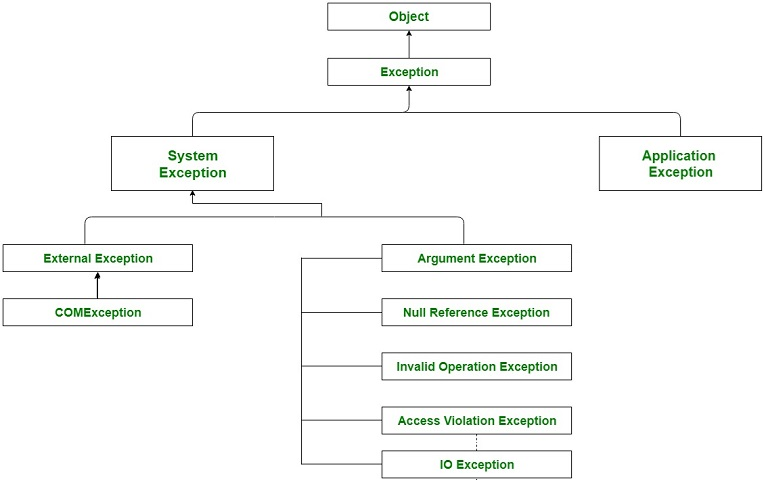 Object
Exception
System
Exception
Application
Exception
External Exception
Argument Exception
COMException
Null Reference Exception
Invalid Operation Exception
Access Violation Exception
IO Exception